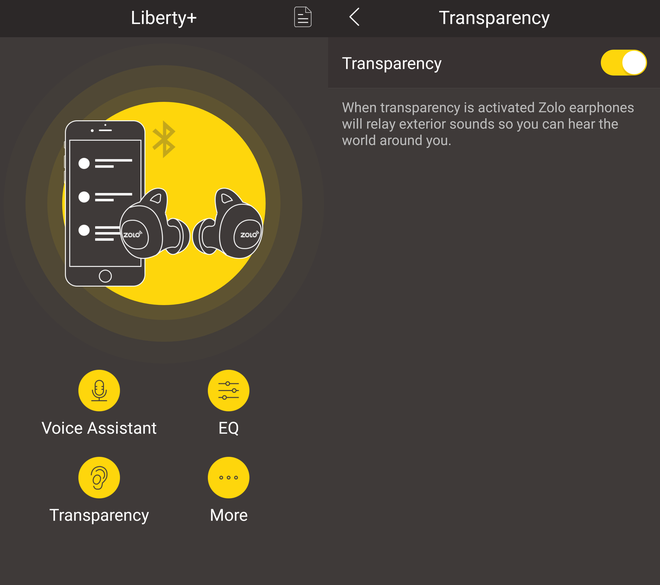 Liberty+
ZOLO
ZOLO
Voice Assistant
EQ
Transparency
More
Transparency
Transparency
When transparency is activated Zolo earphones
will relay exterior sounds so you can hear the
world around you.